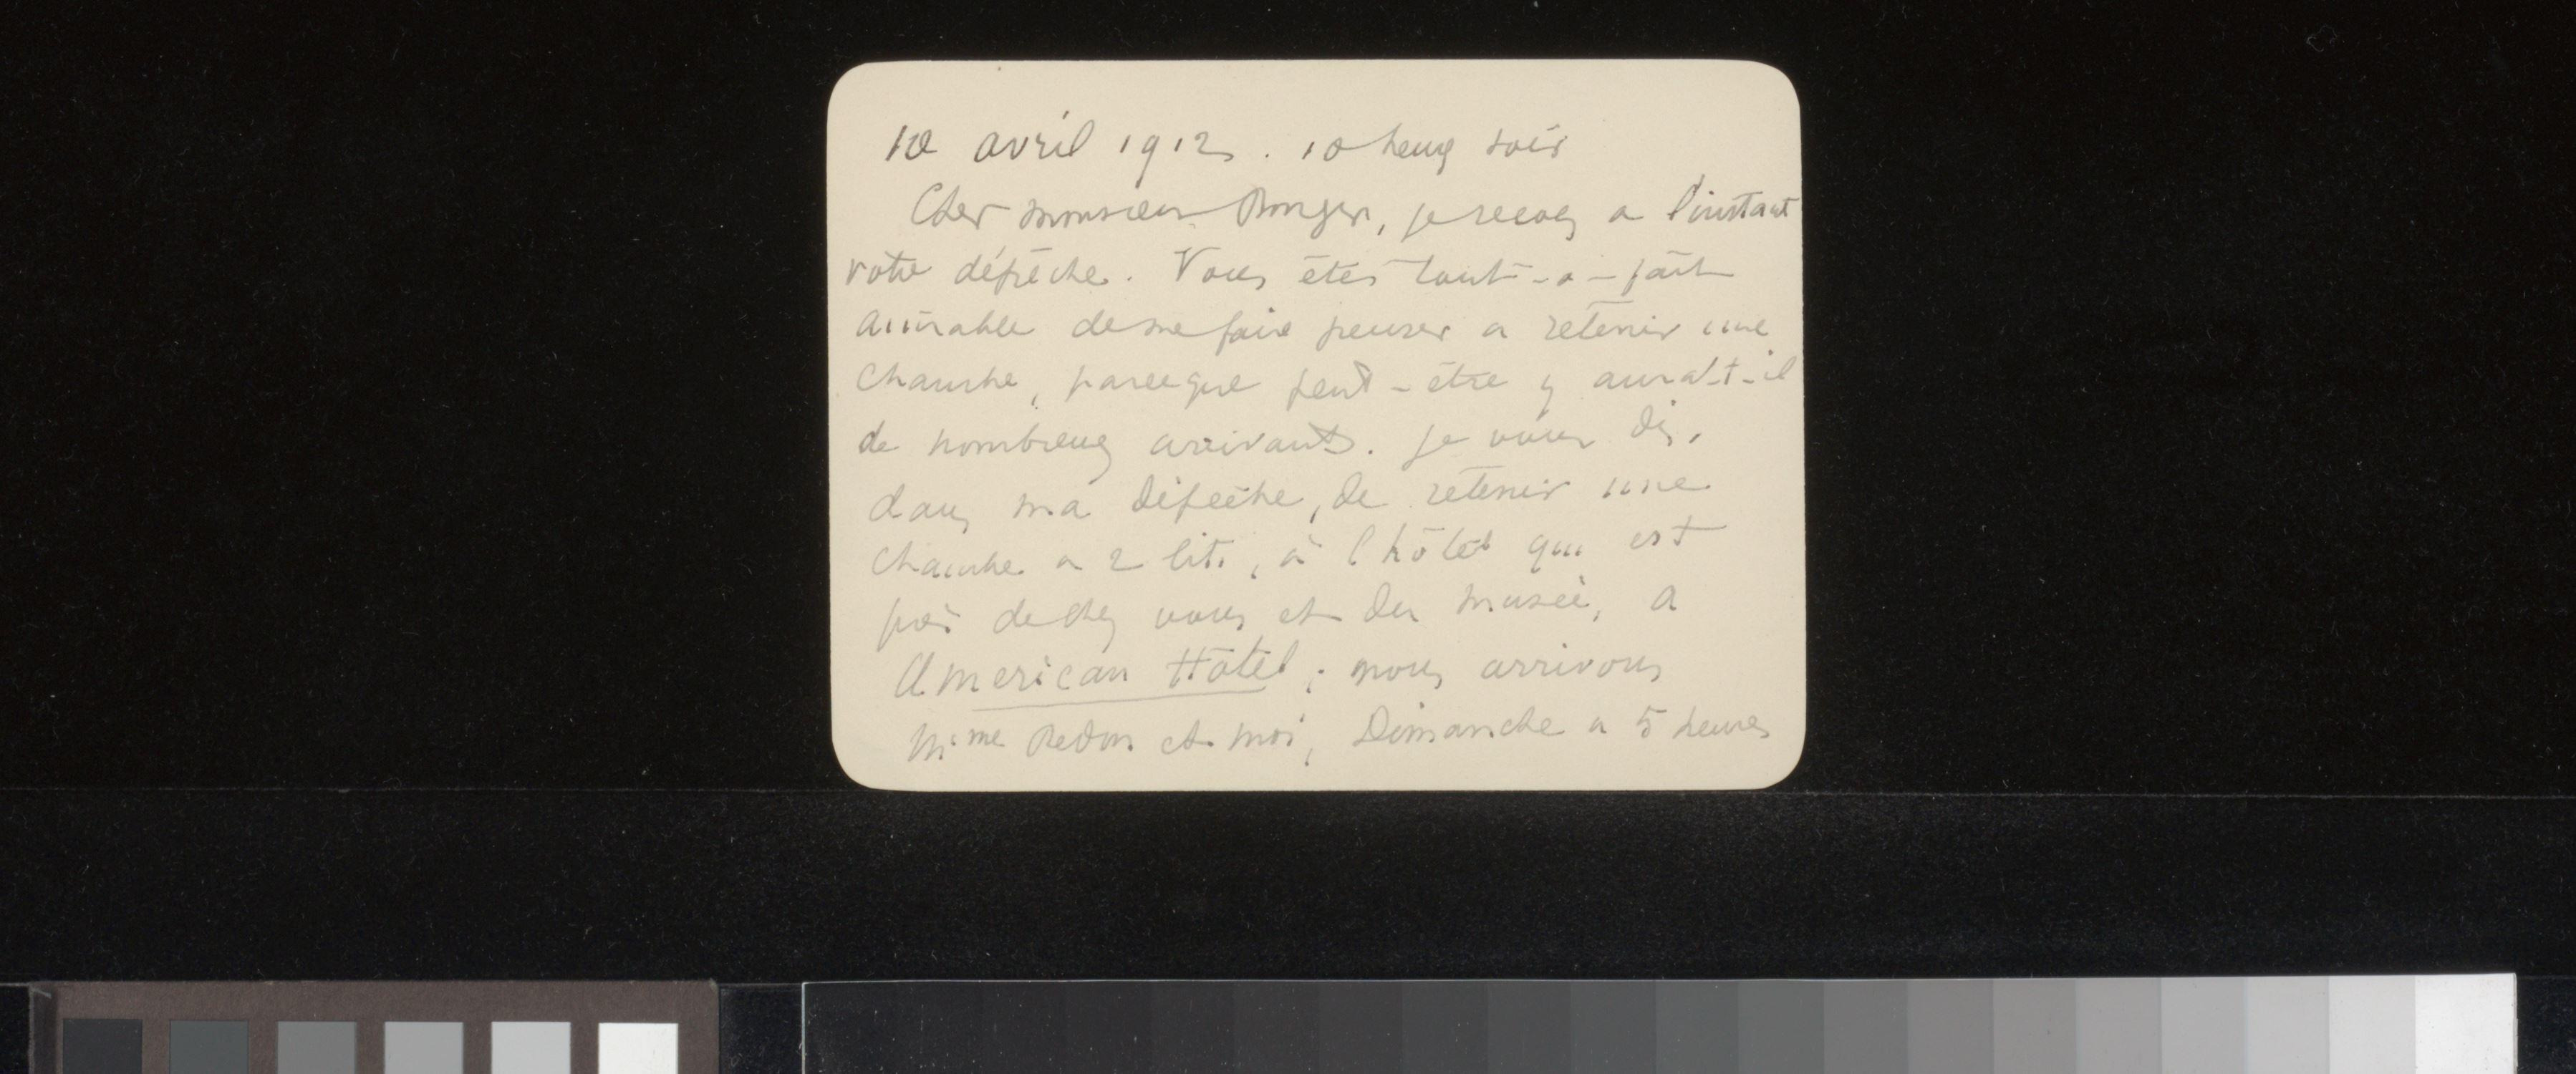 10 avril 1912. 10 heures soir
Cher monsieur Bonger, je reçois a l'instant
votre dépêche. Vous êtes tout-a-fait
aimable de me faire penser a retenir une
chambre, parceque peut-être y aura-t-il
de nombreux arrivants. Je vous dis,
dans ma dépêche, de retenir une
chambre a 2 lits, à l'hôtel qui est
près de chez vous et du musée, a
American Hôtel; nous arrivons
Mme Redon et moi, Dimanche a 5 heures